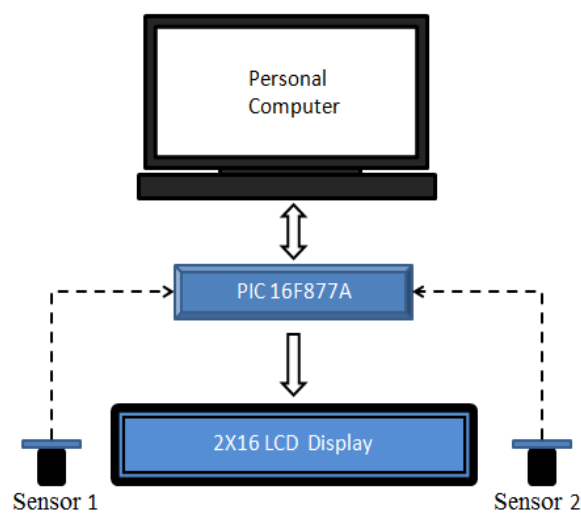 Personal
Computer
PIC 16F877A
2X16 LCD Display
Sensor 1
Sensor 2